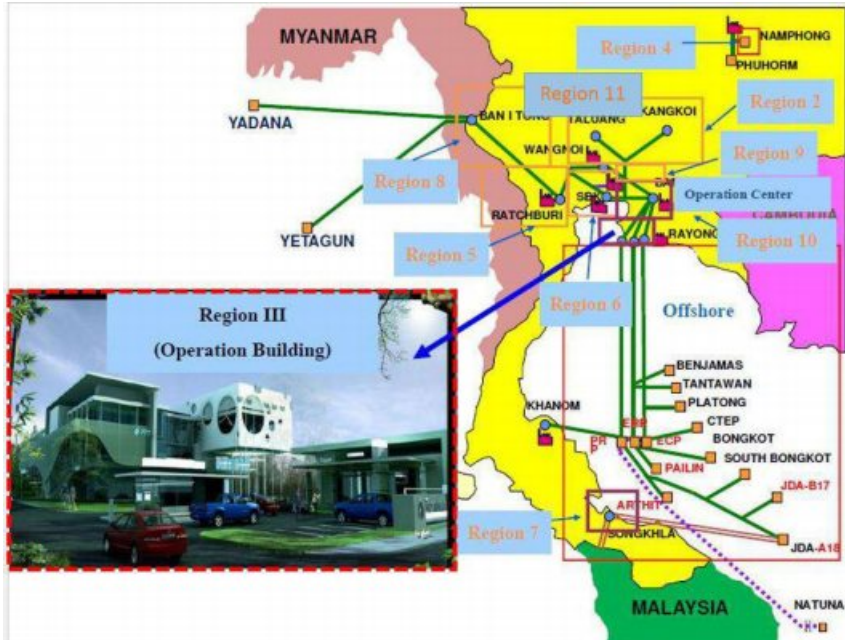 MYANMAR
NAMPHONG
Region 4
PHUHORM
Region 11
KANGKOI
Region 2
YADANA
BAN I TONG
TALUANG
WANGNOI
Region 9
Region 8
Operation Center
RATCHBURI
YETAGUN
RAYONG
Region 10
Region 5
Region 6
Offshore
Region III
(Operation Building)
BENJAMAS
TANTAWAN
PLATONG
KHANOM
CTEP
ERP
PR
P
ECP
BONGKOT
SOUTH BONGKOT
PAILIN
JDA-B17
ARTHIT
Region 7
SONGKHLA
JDA-A18
MALAYSIA
NATUNA